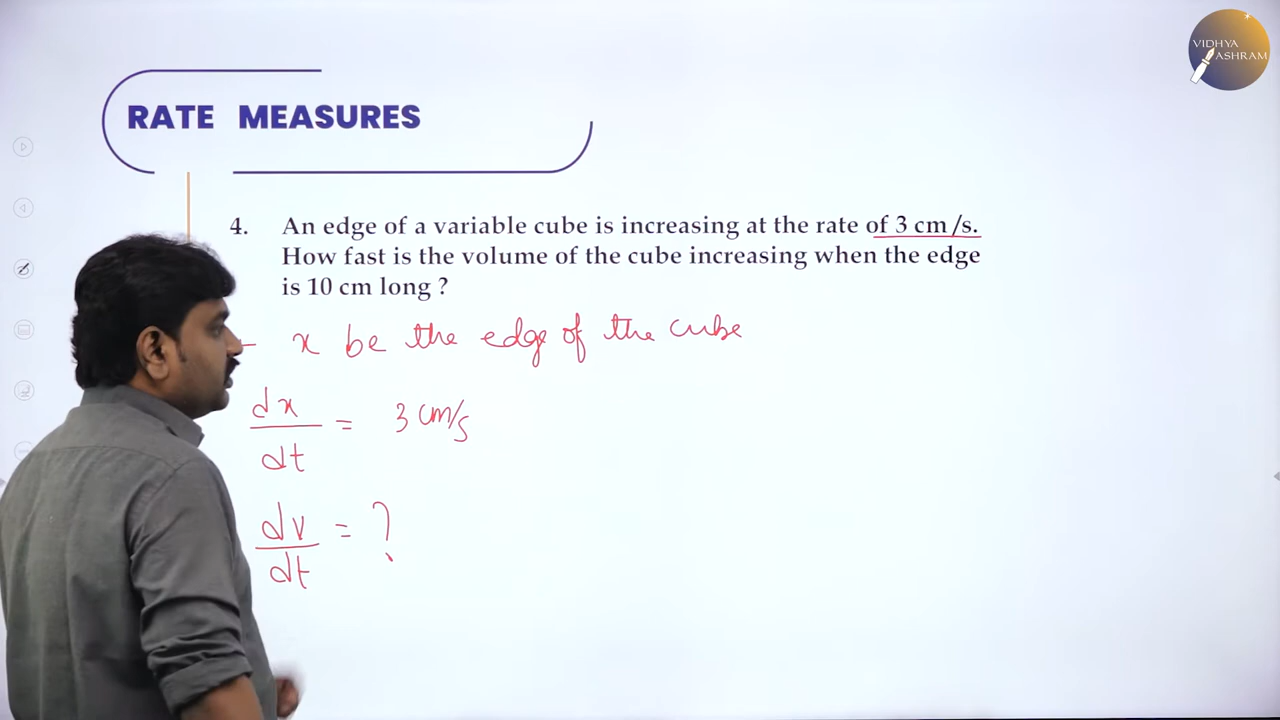 VIDHYA
ASHRAM
RATE MEASURES
4. An edge of a variable cube is increasing at the rate of 3 cm/s.
How fast is the volume of the cube increasing when the edge
is 10 cm long ?
x be the edge of the cube
dx/dt = 3 cm/s
dv/dt = ?